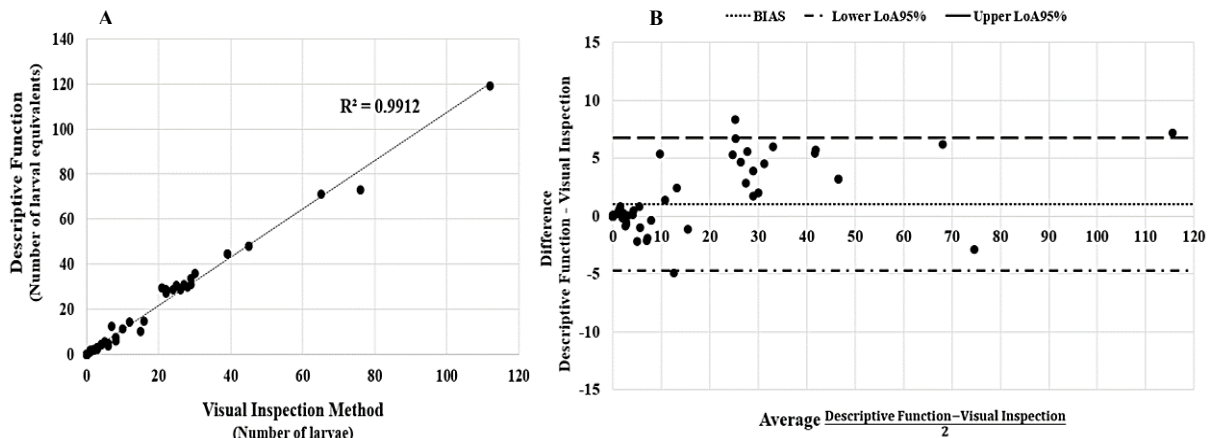 A
140
120
100
80
60
40
20
0
R² = 0.9912
0 20 40 60 80 100 120
Descriptive Function
(Number of larval equivalents)
Visual Inspection Method
(Number of larvae)
B
BIAS Lower LoA95% Upper LoA95%
15
10
5
0
-5
-10
-15
0 10 20 30 40 50 60 70 80 90 100 110 120
Difference
Descriptive Function - Visual Inspection
Average Descriptive Function−Visual Inspection
2